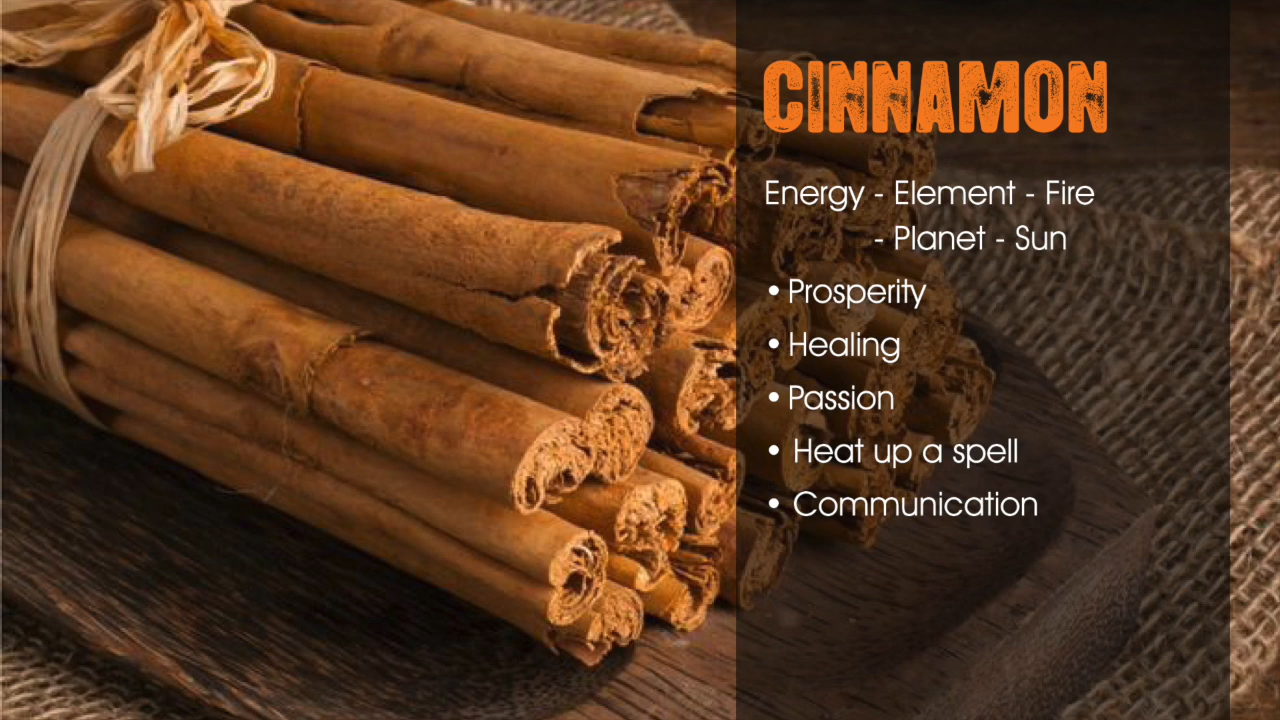 CINNAMON
Energy - Element - Fire
- Planet - Sun
• Prosperity
• Healing
• Passion
• Heat up a spell
• Communication